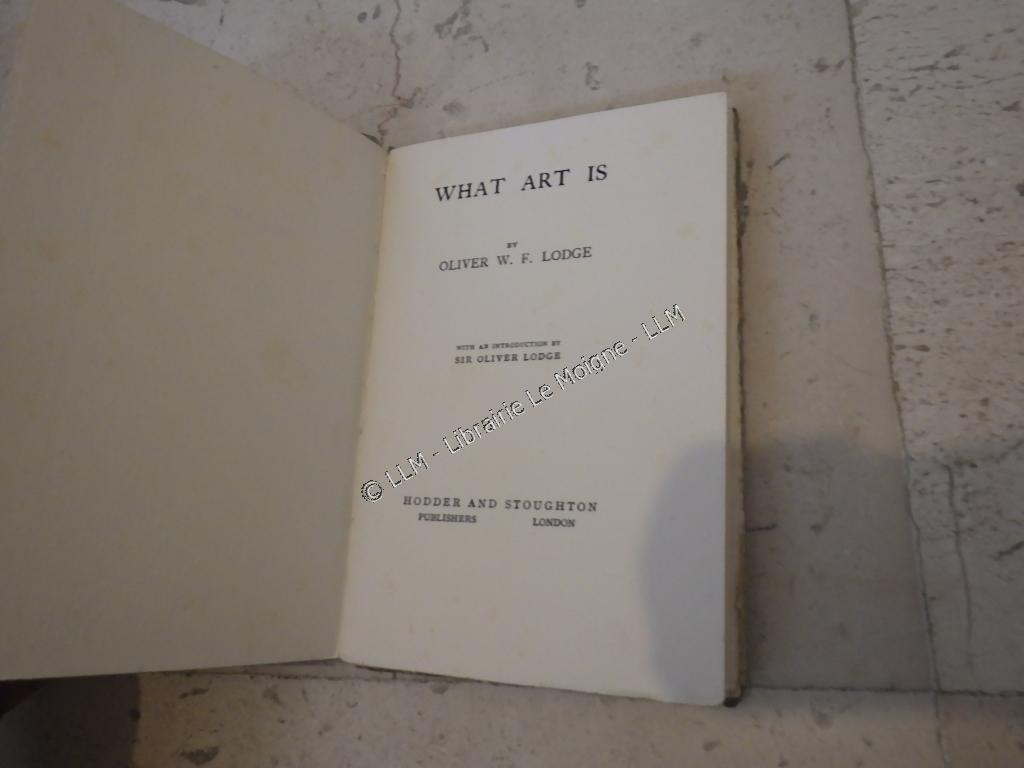 WHAT ART IS
BY
OLIVER W. F. LODGE
WITH AN INTRODUCTION BY
SIR OLIVER LODGE
© LLM - Librairie Le Moigne - LLM
HODDER AND STOUGHTON
PUBLISHERS LONDON